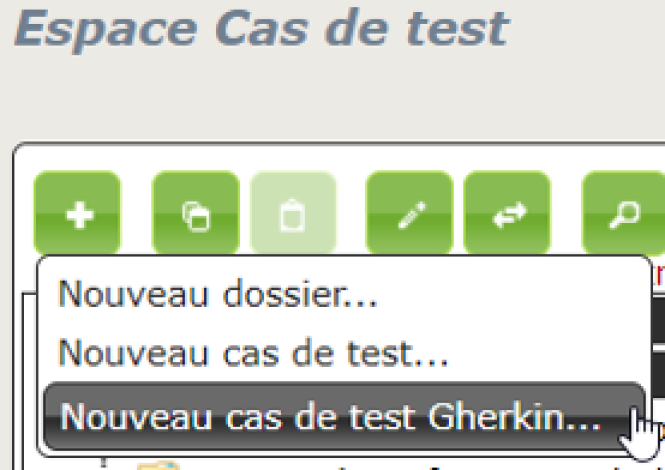 Espace Cas de test
Nouveau dossier...
Nouveau cas de test...
Nouveau cas de test Gherkin...